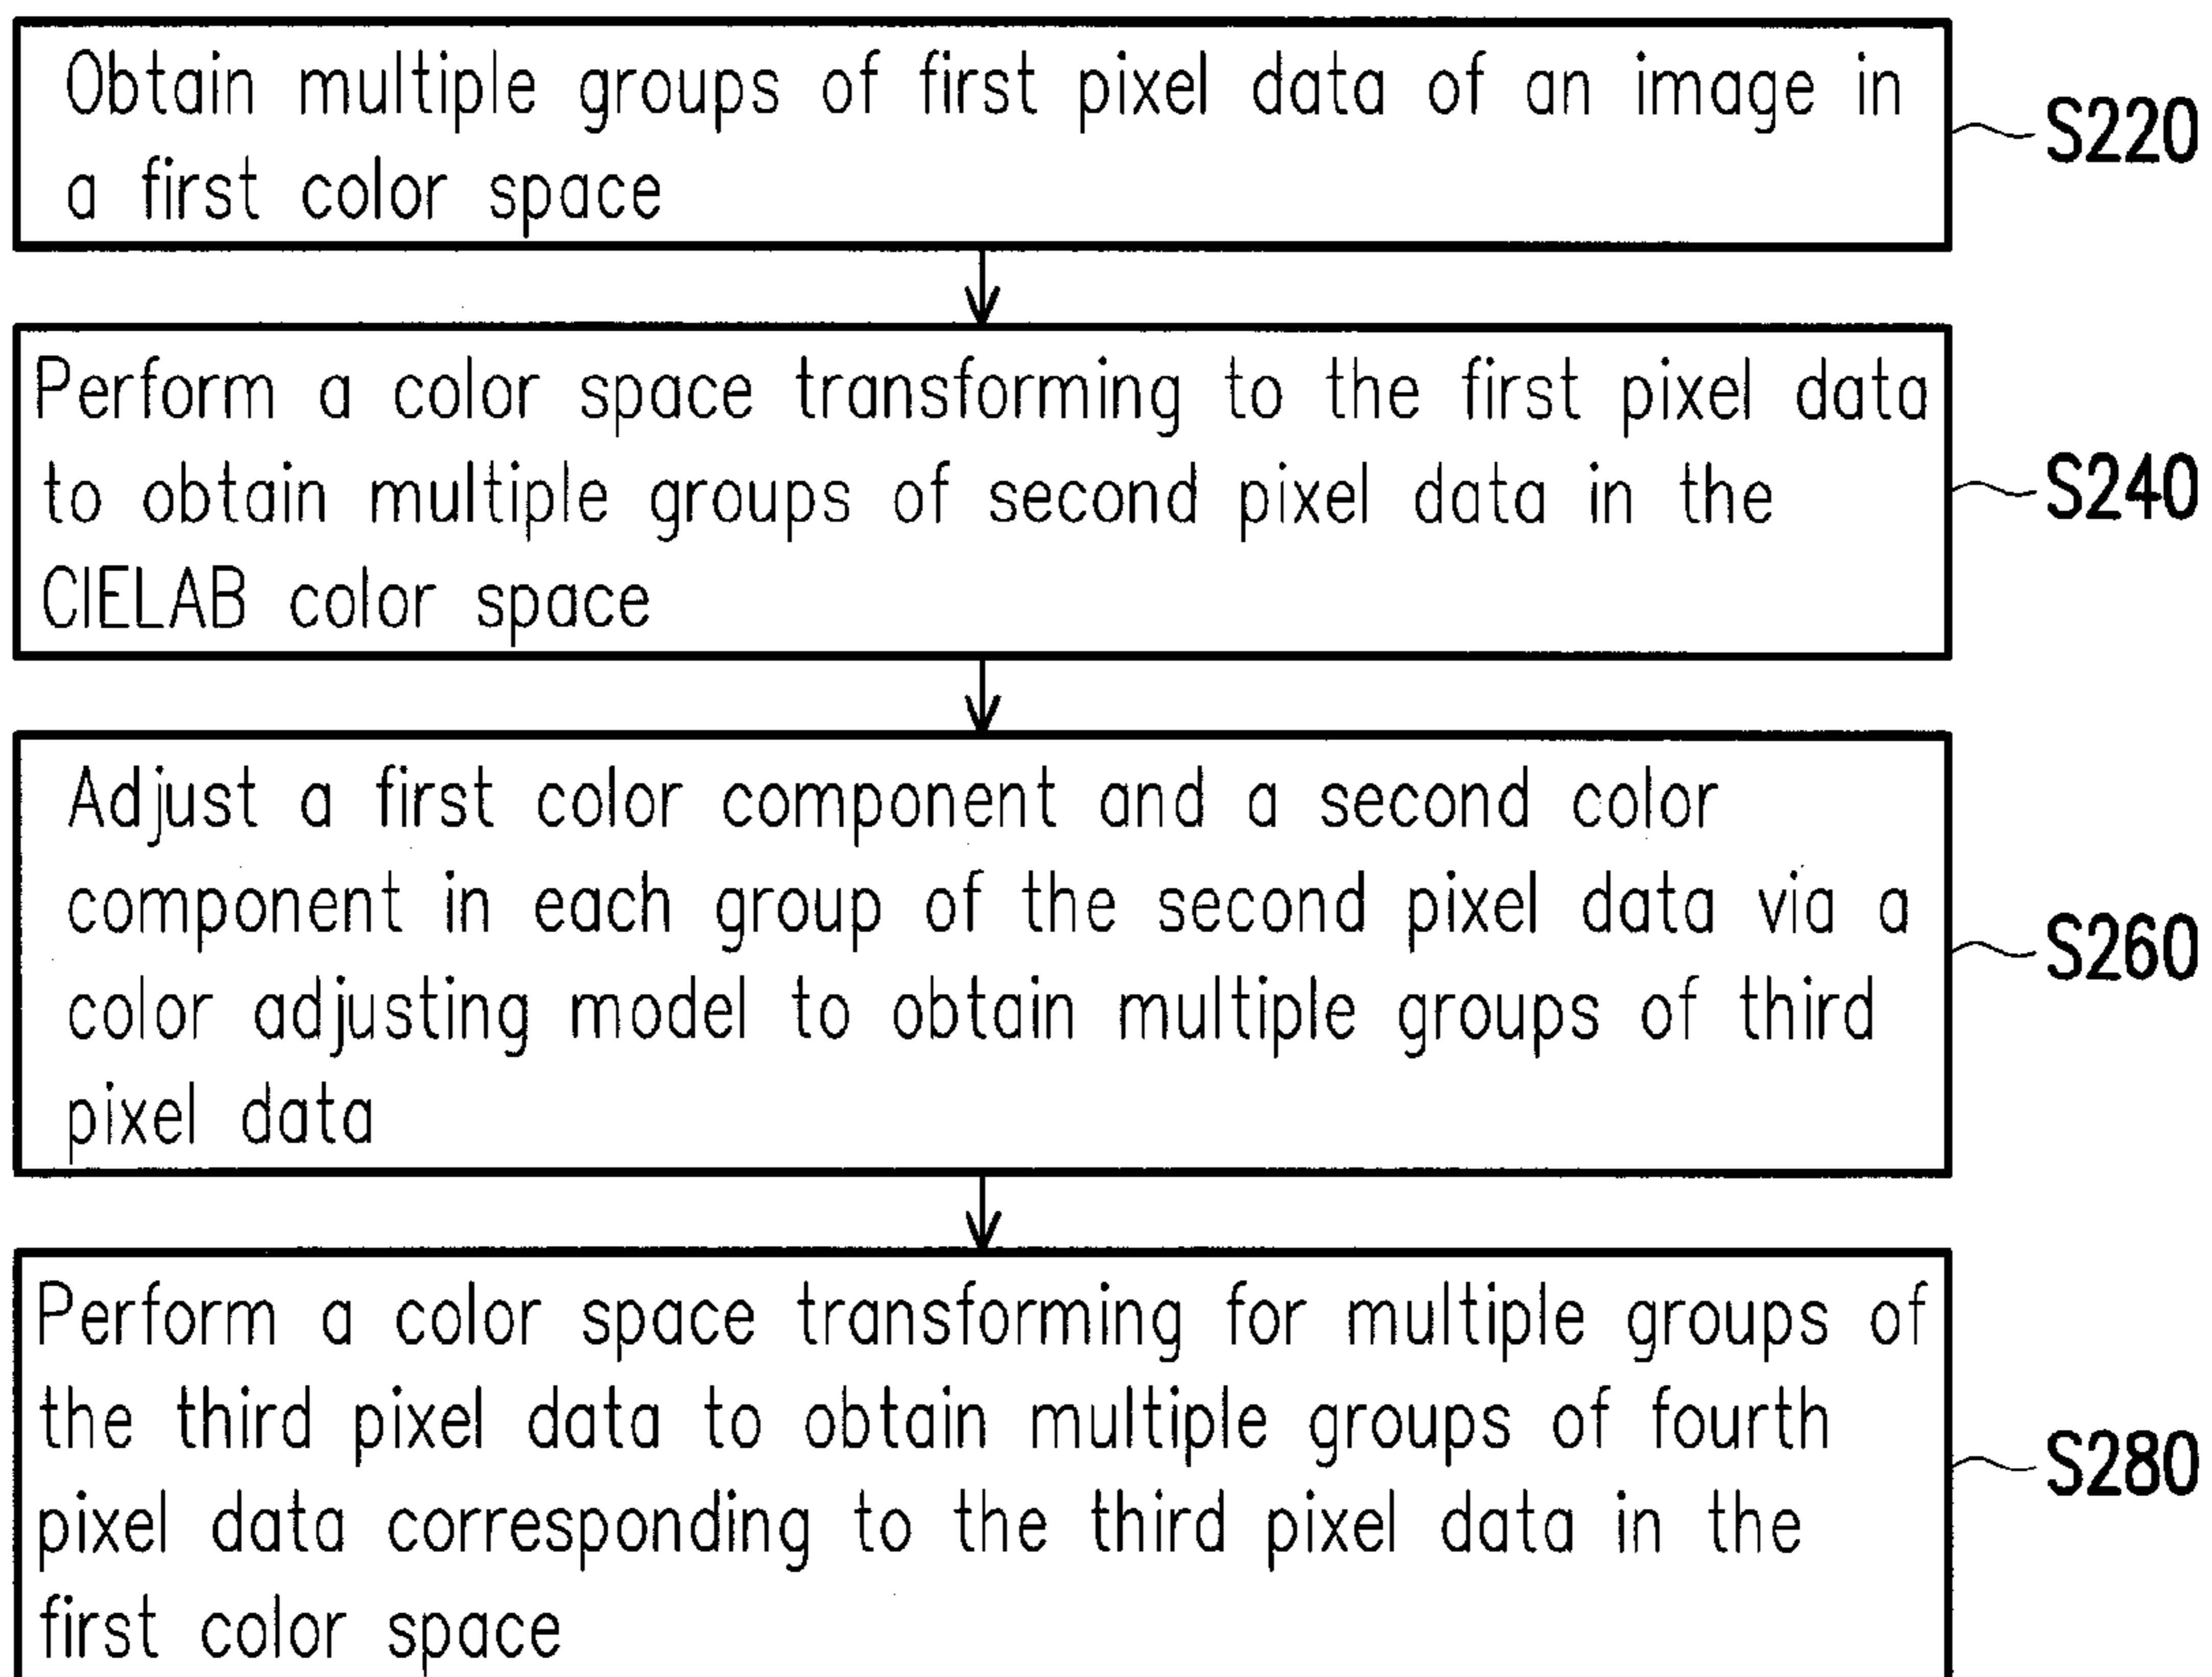 Obtain multiple groups of first pixel data of an image in
a first color space
S220
Perform a color space transforming to the first pixel data
to obtain multiple groups of second pixel data in the
CIELAB color space
S240
Adjust a first color component and a second color
component in each group of the second pixel data via a
color adjusting model to obtain multiple groups of third
pixel data
S260
Perform a color space transforming for multiple groups of
the third pixel data to obtain multiple groups of fourth
pixel data corresponding to the third pixel data in the
first color space
S280